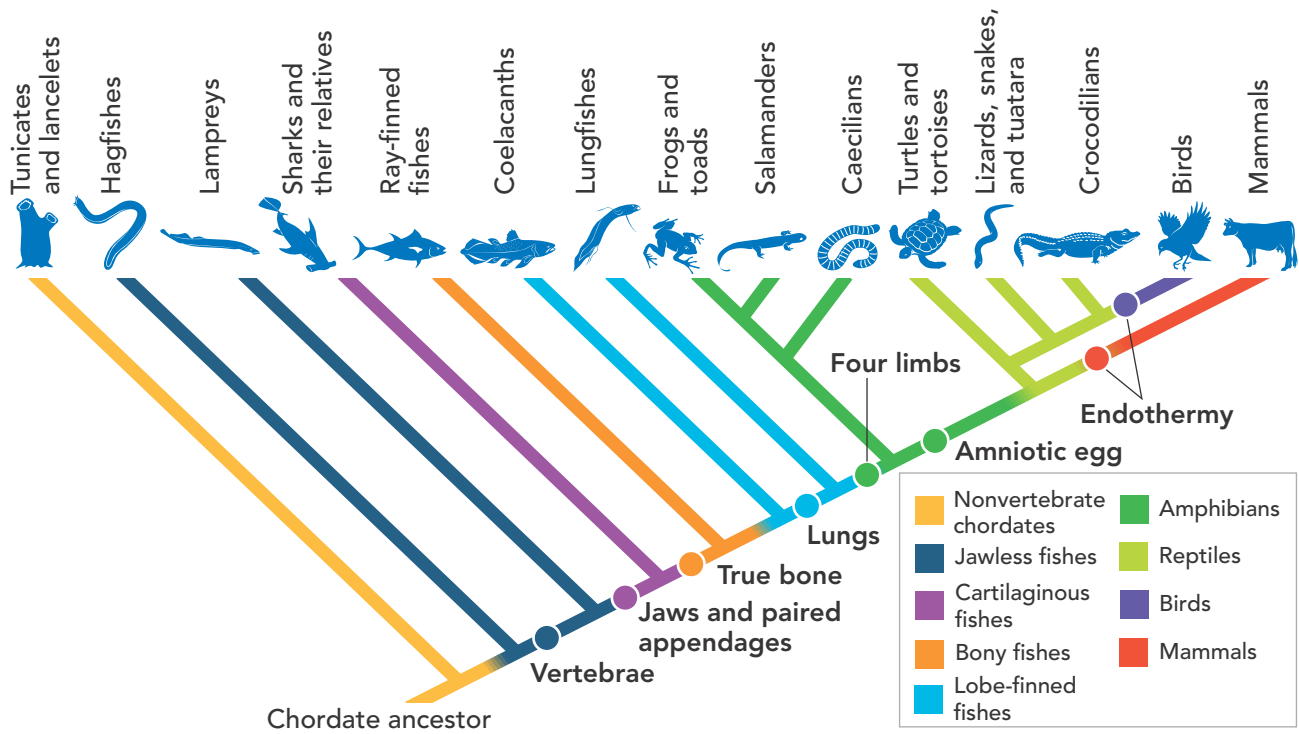 Tunicates
and lancelets
Hagfishes
Lampreys
Sharks and
their relatives
Ray-finned
fishes
Coelacanths
Lungfishes
Frogs and
toads
Salamanders
Caecilians
Turtles and
tortoises
Lizards, snakes,
and tuatara
Crocodilians
Birds
Mammals
Four limbs
Endothermy
Amniotic egg
Lungs
True bone
Jaws and paired
appendages
Vertebrae
Chordate ancestor
Nonvertebrate
chordates
Jawless fishes
Cartilaginous
fishes
Bony fishes
Lobe-finned
fishes
Amphibians
Reptiles
Birds
Mammals